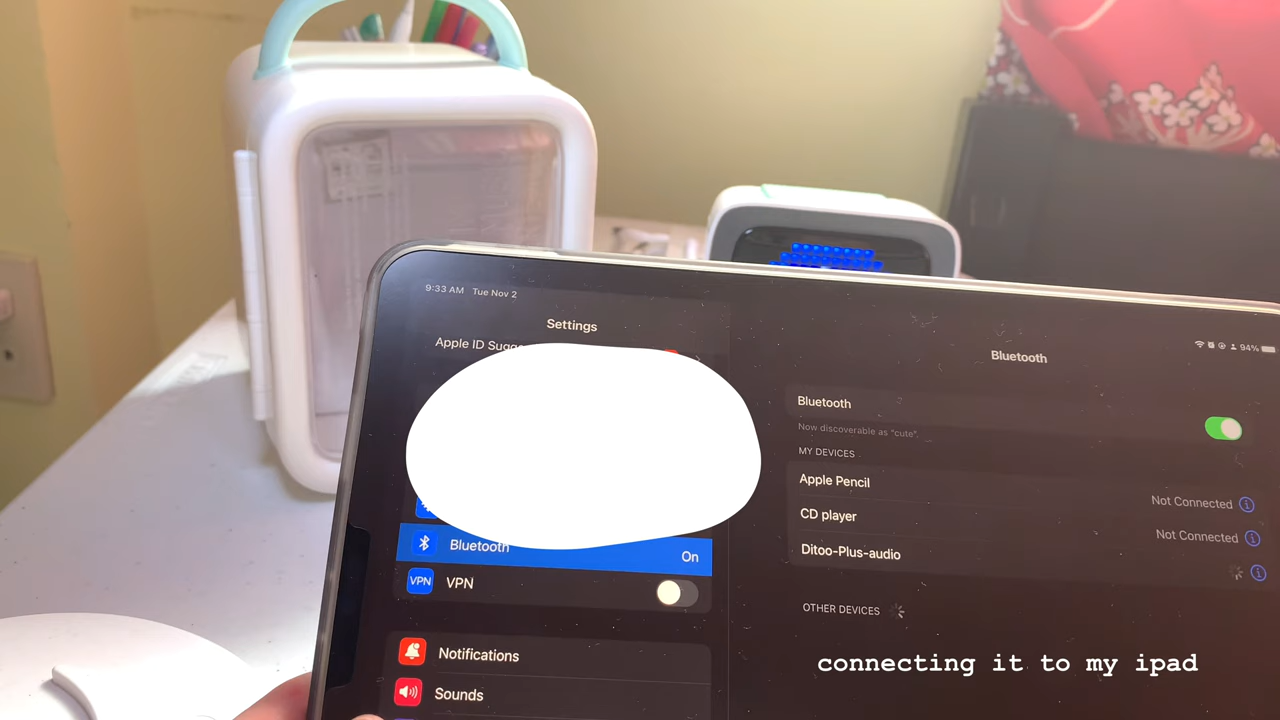 9:33 AM Tue Nov 2
94%
Settings
Apple ID
Bluetooth On
VPN VPN
Notifications
Sounds
Bluetooth
Bluetooth
Now discoverable as "cute".
MY DEVICES
Apple Pencil Not Connected
CD player Not Connected
Ditoo-Plus-audio
OTHER DEVICES
connecting it to my ipad